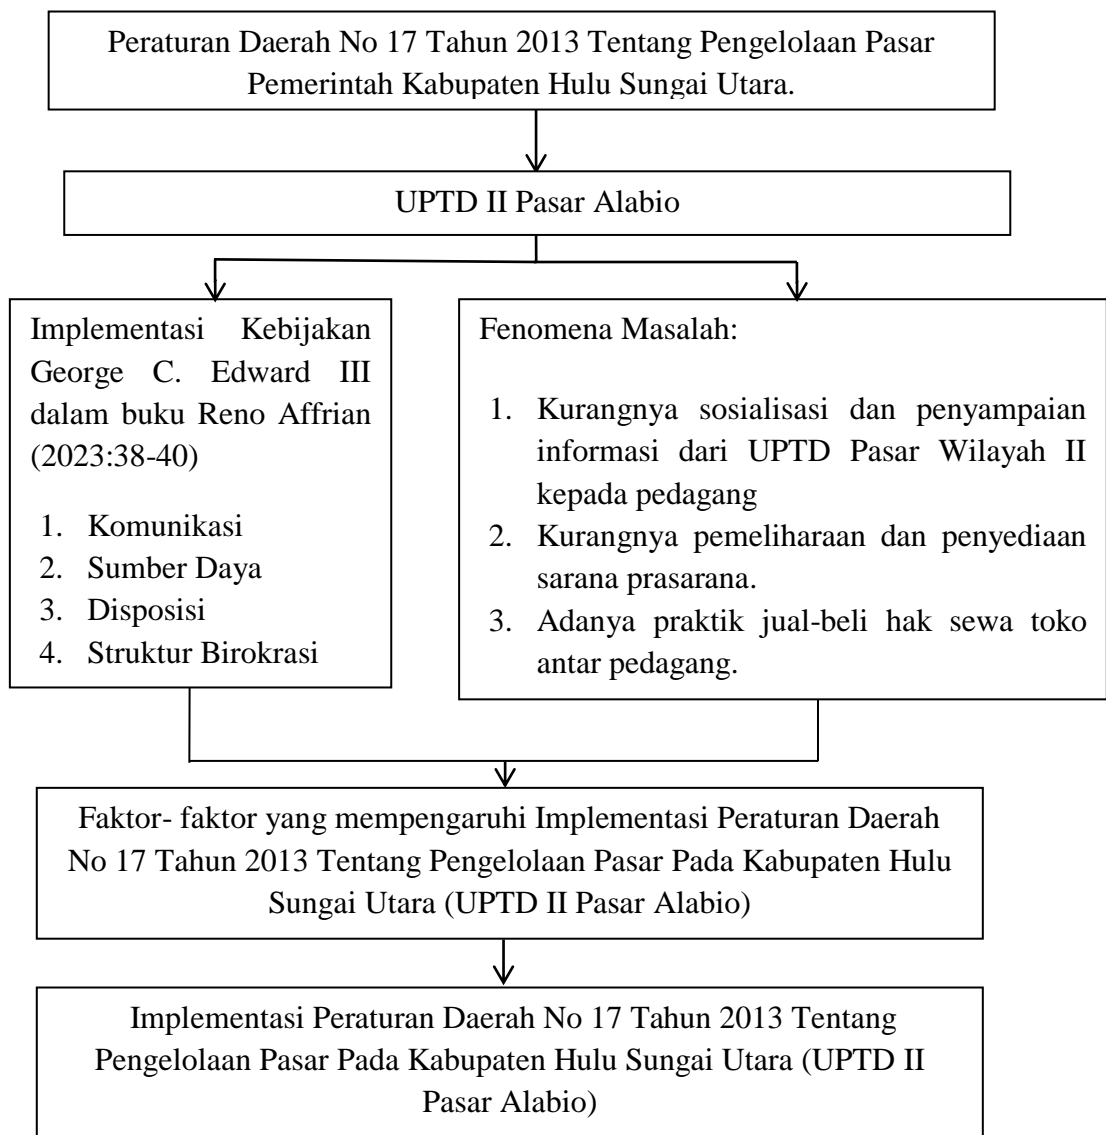 Peraturan Daerah No 17 Tahun 2013 Tentang Pengelolaan Pasar
Pemerintah Kabupaten Hulu Sungai Utara.
UPTD II Pasar Alabio
Implementasi Kebijakan
George C. Edward III
dalam buku Reno Affrian
(2023:38-40)
1. Komunikasi
2. Sumber Daya
3. Disposisi
4. Struktur Birokrasi
Fenomena Masalah:
1. Kurangnya sosialisasi dan penyampaian
informasi dari UPTD Pasar Wilayah II
kepada pedagang
2. Kurangnya pemeliharaan dan penyediaan
sarana prasarana.
3. Adanya praktik jual-beli hak sewa toko
antar pedagang.
Faktor- faktor yang mempengaruhi Implementasi Peraturan Daerah
No 17 Tahun 2013 Tentang Pengelolaan Pasar Pada Kabupaten Hulu
Sungai Utara (UPTD II Pasar Alabio)
Implementasi Peraturan Daerah No 17 Tahun 2013 Tentang
Pengelolaan Pasar Pada Kabupaten Hulu Sungai Utara (UPTD II
Pasar Alabio)